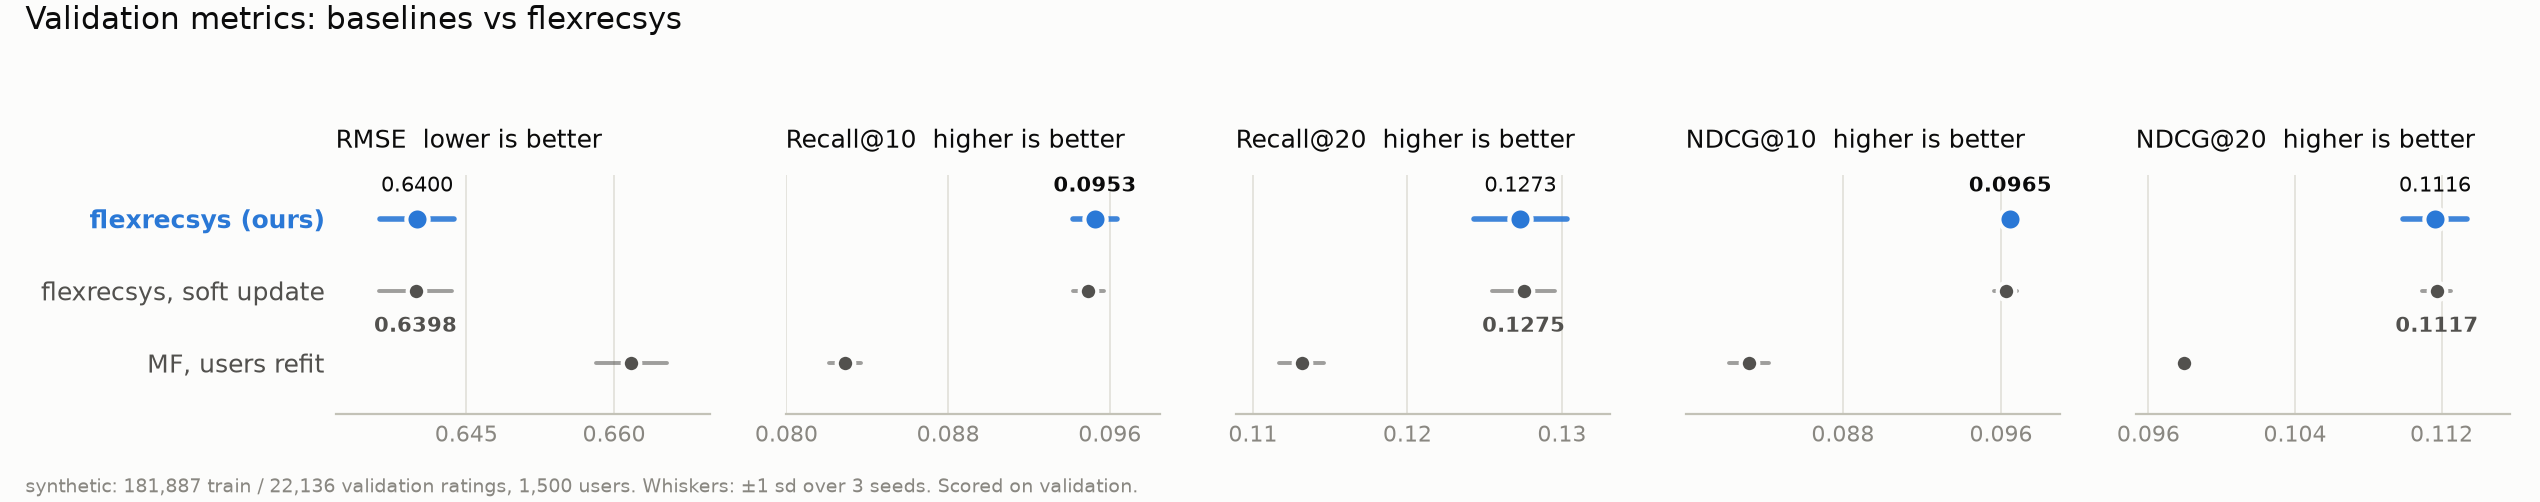 Validation metrics: baselines vs flexrecsys
RMSE  lower is better
Recall@10  higher is better
Recall@20  higher is better
NDCG@10  higher is better
NDCG@20  higher is better
0.6400
0.0953
0.1273
0.0965
0.1116
flexrecsys (ours)
flexrecsys, soft update
0.6398
0.1275
0.1117
MF, users refit
0.645
0.660
0.080
0.088
0.096
0.11
0.12
0.13
0.088
0.096
0.096
0.104
0.112
synthetic: 181,887 train / 22,136 validation ratings, 1,500 users. Whiskers: ±1 sd over 3 seeds. Scored on validation.